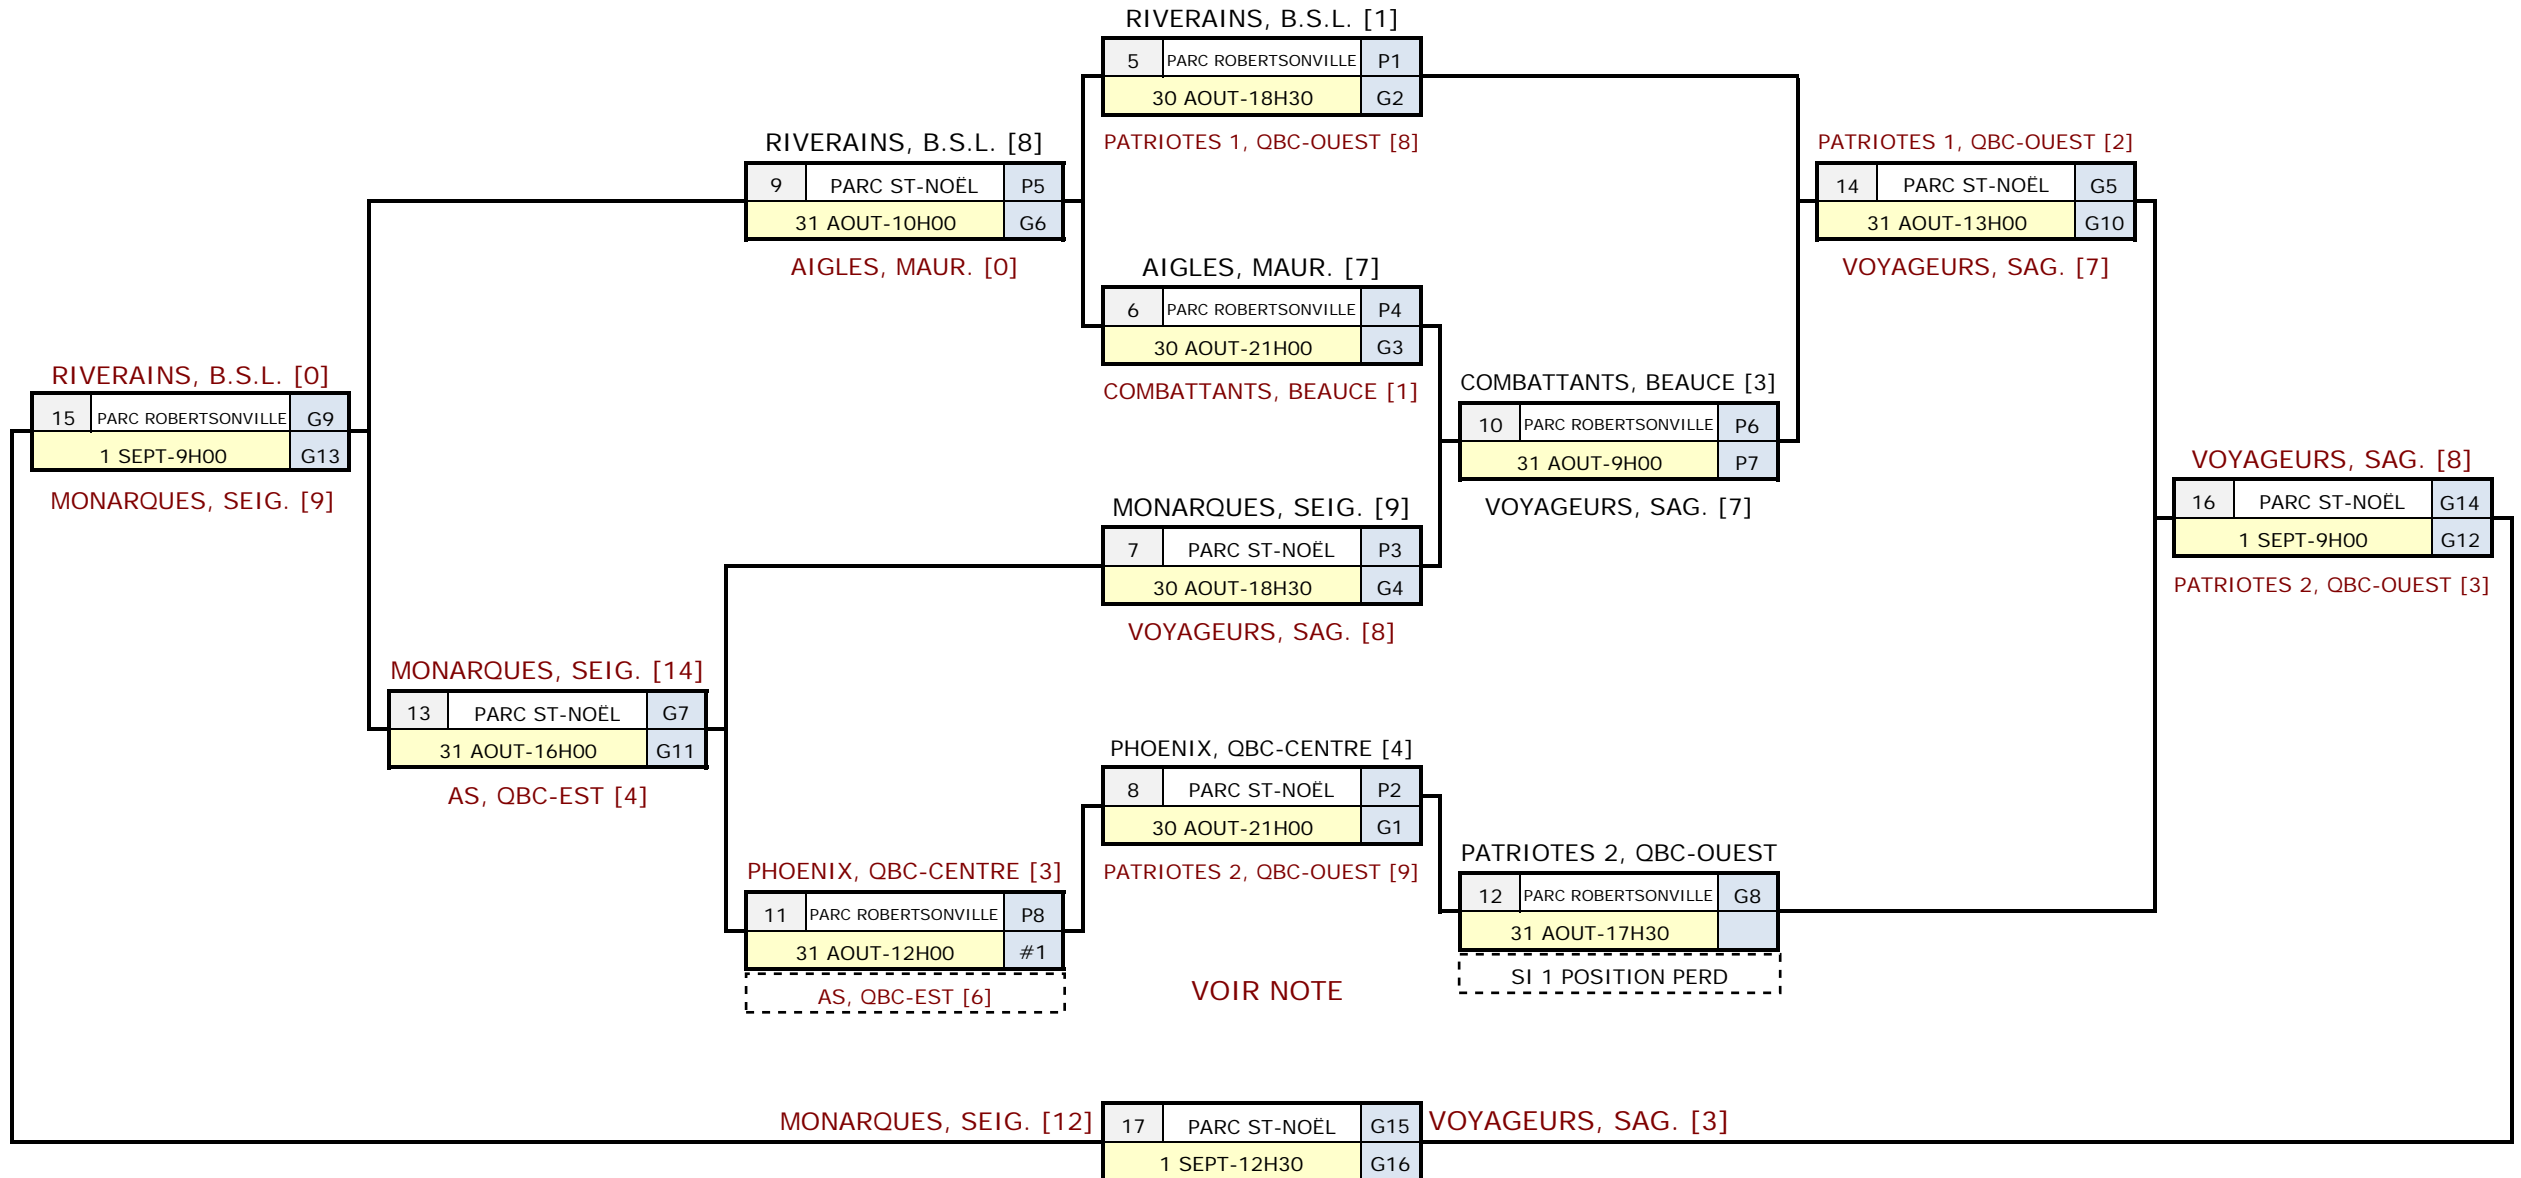 RIVERAINS, B.S.L. [1]
5 PARC ROBERTSONVILLE P1
30 AOUT-18H30 G2
PATRIOTES 1, QBC-OUEST [8]
RIVERAINS, B.S.L. [8]
9 PARC ST-NOËL P5
31 AOUT-10H00 G6
AIGLES, MAUR. [0]
PATRIOTES 1, QBC-OUEST [2]
14 PARC ST-NOËL G5
31 AOUT-13H00 G10
VOYAGEURS, SAG. [7]
AIGLES, MAUR. [7]
6 PARC ROBERTSONVILLE P4
30 AOUT-21H00 G3
COMBATTANTS, BEAUCE [1]
RIVERAINS, B.S.L. [0]
15 PARC ROBERTSONVILLE G9
1 SEPT-9H00 G13
MONARQUES, SEIG. [9]
COMBATTANTS, BEAUCE [3]
10 PARC ROBERTSONVILLE P6
31 AOUT-9H00 P7
VOYAGEURS, SAG. [7]
VOYAGEURS, SAG. [8]
16 PARC ST-NOËL G14
1 SEPT-9H00 G12
PATRIOTES 2, QBC-OUEST [3]
MONARQUES, SEIG. [9]
7 PARC ST-NOËL P3
30 AOUT-18H30 G4
VOYAGEURS, SAG. [8]
MONARQUES, SEIG. [14]
13 PARC ST-NOËL G7
31 AOUT-16H00 G11
AS, QBC-EST [4]
PHOENIX, QBC-CENTRE [4]
8 PARC ST-NOËL P2
30 AOUT-21H00 G1
PATRIOTES 2, QBC-OUEST [9]
PHOENIX, QBC-CENTRE [3]
11 PARC ROBERTSONVILLE P8
31 AOUT-12H00 #1
AS, QBC-EST [6]
PATRIOTES 2, QBC-OUEST
12 PARC ROBERTSONVILLE G8
31 AOUT-17H30
SI 1 POSITION PERD
VOIR NOTE
MONARQUES, SEIG. [12]
17 PARC ST-NOËL G15
1 SEPT-12H30 G16
VOYAGEURS, SAG. [3]